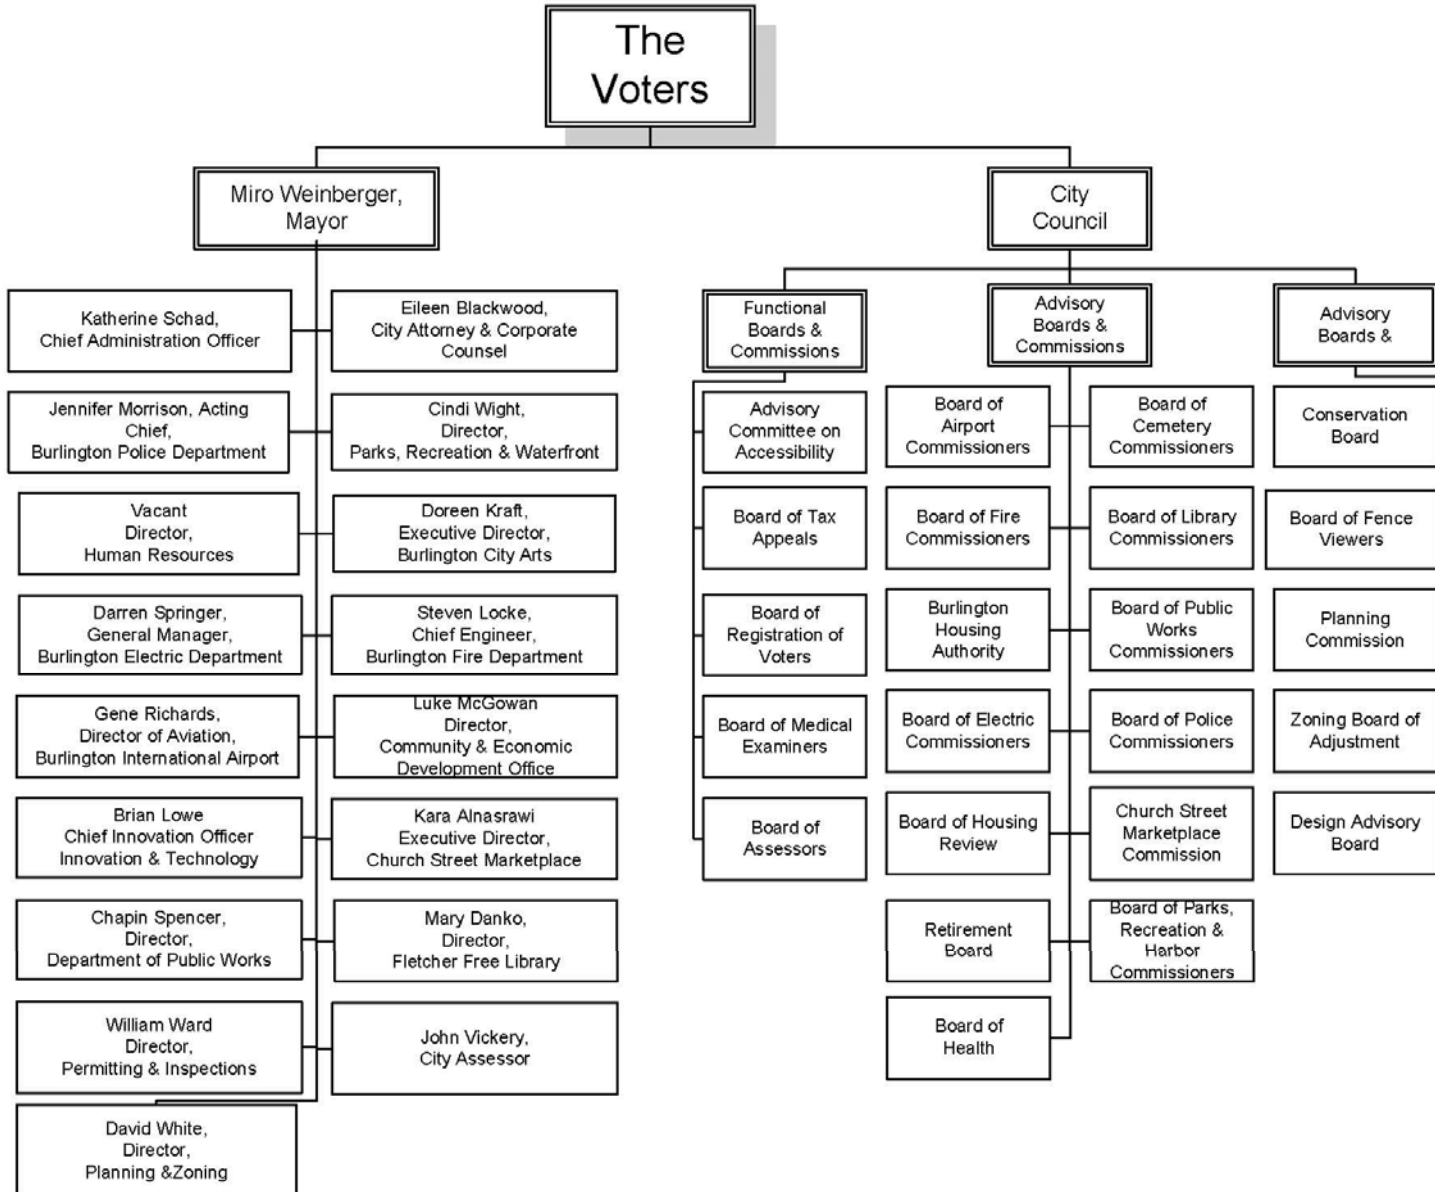 The
Voters
Miro Weinberger,
Mayor
City
Council
Katherine Schad,
Chief Administration Officer
Eileen Blackwood,
City Attorney & Corporate
Counsel
Jennifer Morrison, Acting
Chief,
Burlington Police Department
Cindi Wight,
Director,
Parks, Recreation & Waterfront
Vacant
Director,
Human Resources
Doreen Kraft,
Executive Director,
Burlington City Arts
Darren Springer,
General Manager,
Burlington Electric Department
Steven Locke,
Chief Engineer,
Burlington Fire Department
Gene Richards,
Director of Aviation,
Burlington International Airport
Luke McGowan
Director,
Community & Economic
Development Office
Brian Lowe
Chief Innovation Officer
Innovation & Technology
Kara Alnasrawi
Executive Director,
Church Street Marketplace
Chapin Spencer,
Director,
Department of Public Works
Mary Danko,
Director,
Fletcher Free Library
William Ward
Director,
Permitting & Inspections
John Vickery,
City Assessor
David White,
Director,
Planning &Zoning
Functional
Boards &
Commissions
Advisory
Committee on
Accessibility
Board of Tax
Appeals
Board of
Registration of
Voters
Board of Medical
Examiners
Board of
Assessors
Advisory
Boards &
Commissions
Board of
Airport
Commissioners
Board of
Cemetery
Commissioners
Board of Fire
Commissioners
Board of Library
Commissioners
Burlington
Housing
Authority
Board of Public
Works
Commissioners
Board of Electric
Commissioners
Board of Police
Commissioners
Board of Housing
Review
Church Street
Marketplace
Commission
Retirement
Board
Board of Parks,
Recreation &
Harbor
Commissioners
Board of
Health
Advisory
Boards &
Conservation
Board
Board of Fence
Viewers
Planning
Commission
Zoning Board of
Adjustment
Design Advisory
Board